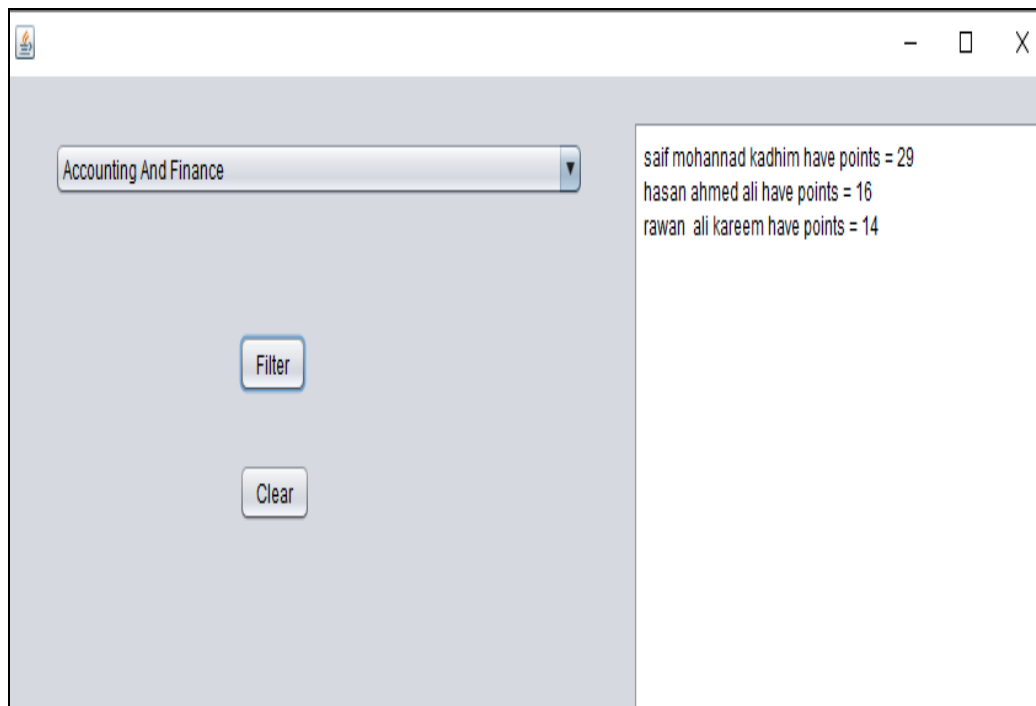 Accounting And Finance
Filter
Clear
saif mohannad kadhim have points = 29
hasan ahmed ali have points = 16
rawan  ali kareem have points = 14